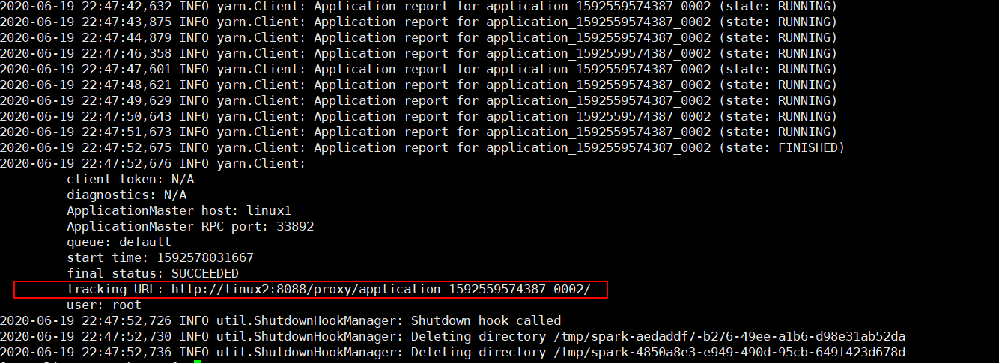 2020-06-19 22:47:42,632 INFO yarn.Client: Application report for application_1592559574387_0002 (state: RUNNING)
2020-06-19 22:47:43,875 INFO yarn.Client: Application report for application_1592559574387_0002 (state: RUNNING)
2020-06-19 22:47:44,879 INFO yarn.Client: Application report for application_1592559574387_0002 (state: RUNNING)
2020-06-19 22:47:46,358 INFO yarn.Client: Application report for application_1592559574387_0002 (state: RUNNING)
2020-06-19 22:47:47,601 INFO yarn.Client: Application report for application_1592559574387_0002 (state: RUNNING)
2020-06-19 22:47:48,621 INFO yarn.Client: Application report for application_1592559574387_0002 (state: RUNNING)
2020-06-19 22:47:49,629 INFO yarn.Client: Application report for application_1592559574387_0002 (state: RUNNING)
2020-06-19 22:47:50,643 INFO yarn.Client: Application report for application_1592559574387_0002 (state: RUNNING)
2020-06-19 22:47:51,673 INFO yarn.Client: Application report for application_1592559574387_0002 (state: RUNNING)
2020-06-19 22:47:52,675 INFO yarn.Client: Application report for application_1592559574387_0002 (state: FINISHED)
2020-06-19 22:47:52,676 INFO yarn.Client:
client token: N/A
diagnostics: N/A
ApplicationMaster host: linux1
ApplicationMaster RPC port: 33892
queue: default
start time: 1592578031667
final status: SUCCEEDED
tracking URL: http://linux2:8088/proxy/application_1592559574387_0002/
user: root
2020-06-19 22:47:52,726 INFO util.ShutdownHookManager: Shutdown hook called
2020-06-19 22:47:52,730 INFO util.ShutdownHookManager: Deleting directory /tmp/spark-aedaddf7-b276-49ee-a1b6-d98e31ab52da
2020-06-19 22:47:52,736 INFO util.ShutdownHookManager: Deleting directory /tmp/spark-4850a8e3-e949-490d-95cb-649f423d678d